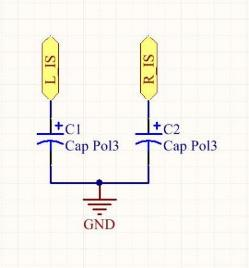 L_IS
R_IS
+ C1
Cap Pol3
+ C2
Cap Pol3
GND